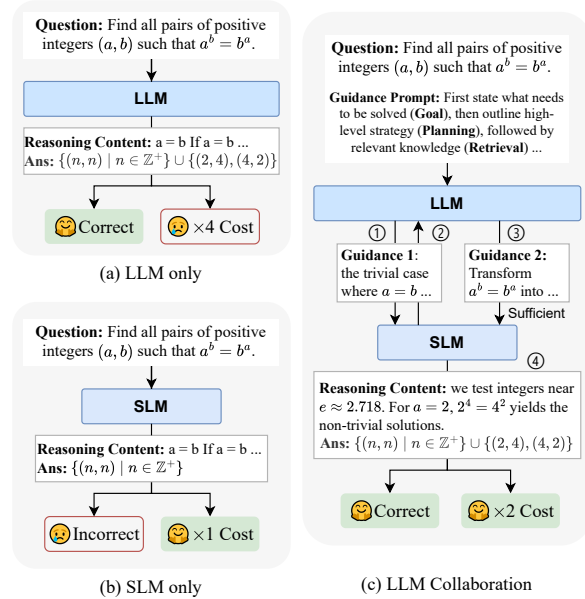 Question: Find all pairs of positive
integers (a, b) such that a^b = b^a.
LLM
Reasoning Content: a = b If a = b ...
Ans: {(n, n) | n ∈ ℤ⁺} ∪ {(2, 4), (4, 2)}
Correct
×4 Cost
(a) LLM only
Question: Find all pairs of positive
integers (a, b) such that a^b = b^a.
SLM
Reasoning Content: a = b If a = b ...
Ans: {(n, n) | n ∈ ℤ⁺}
Incorrect
×1 Cost
(b) SLM only
Question: Find all pairs of positive
integers (a, b) such that a^b = b^a.
Guidance Prompt: First state what needs
to be solved (Goal), then outline high-
level strategy (Planning), followed by
relevant knowledge (Retrieval) ...
LLM
①
②
③
Guidance 1:
the trivial case
where a = b ...
Guidance 2:
Transform
a^b = b^a into ...
Sufficient
SLM
④
Reasoning Content: we test integers near
e ≈ 2.718. For a = 2, 2^4 = 4^2 yields the
non-trivial solutions.
Ans: {(n, n) | n ∈ ℤ⁺} ∪ {(2, 4), (4, 2)}
Correct
×2 Cost
(c) LLM Collaboration